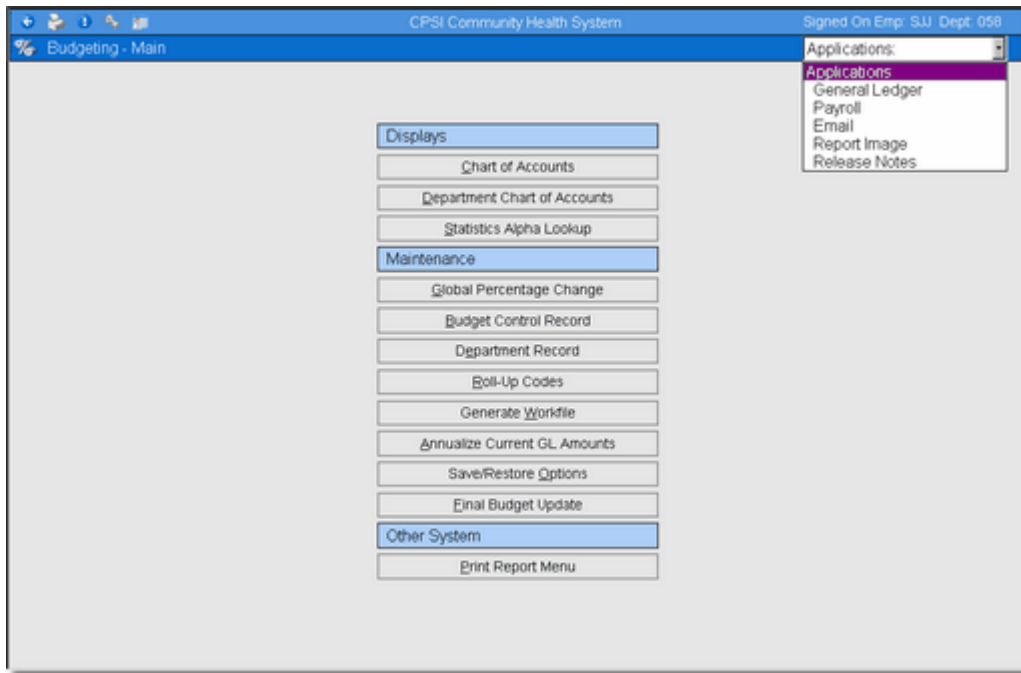 CPSI Community Health System Signed On Emp: SJJ Dept: 058
Budgeting - Main Applications:
Applications
General Ledger
Payroll
Email
Report Image
Release Notes
Displays
Chart of Accounts
Department Chart of Accounts
Statistics Alpha Lookup
Maintenance
Global Percentage Change
Budget Control Record
Department Record
Roll-Up Codes
Generate Workfile
Annualize Current GL Amounts
Save/Restore Options
Final Budget Update
Other System
Print Report Menu